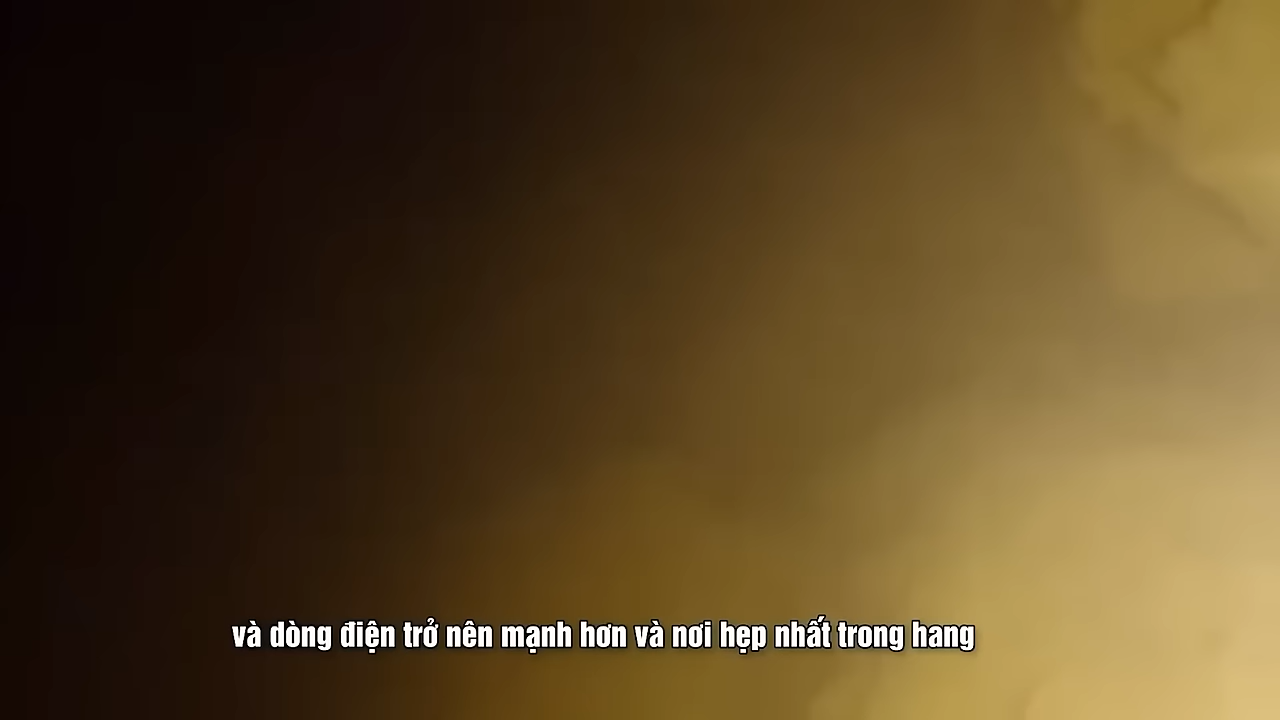 và dòng điện trở nên mạnh hơn và nơi hẹp nhất trong hang